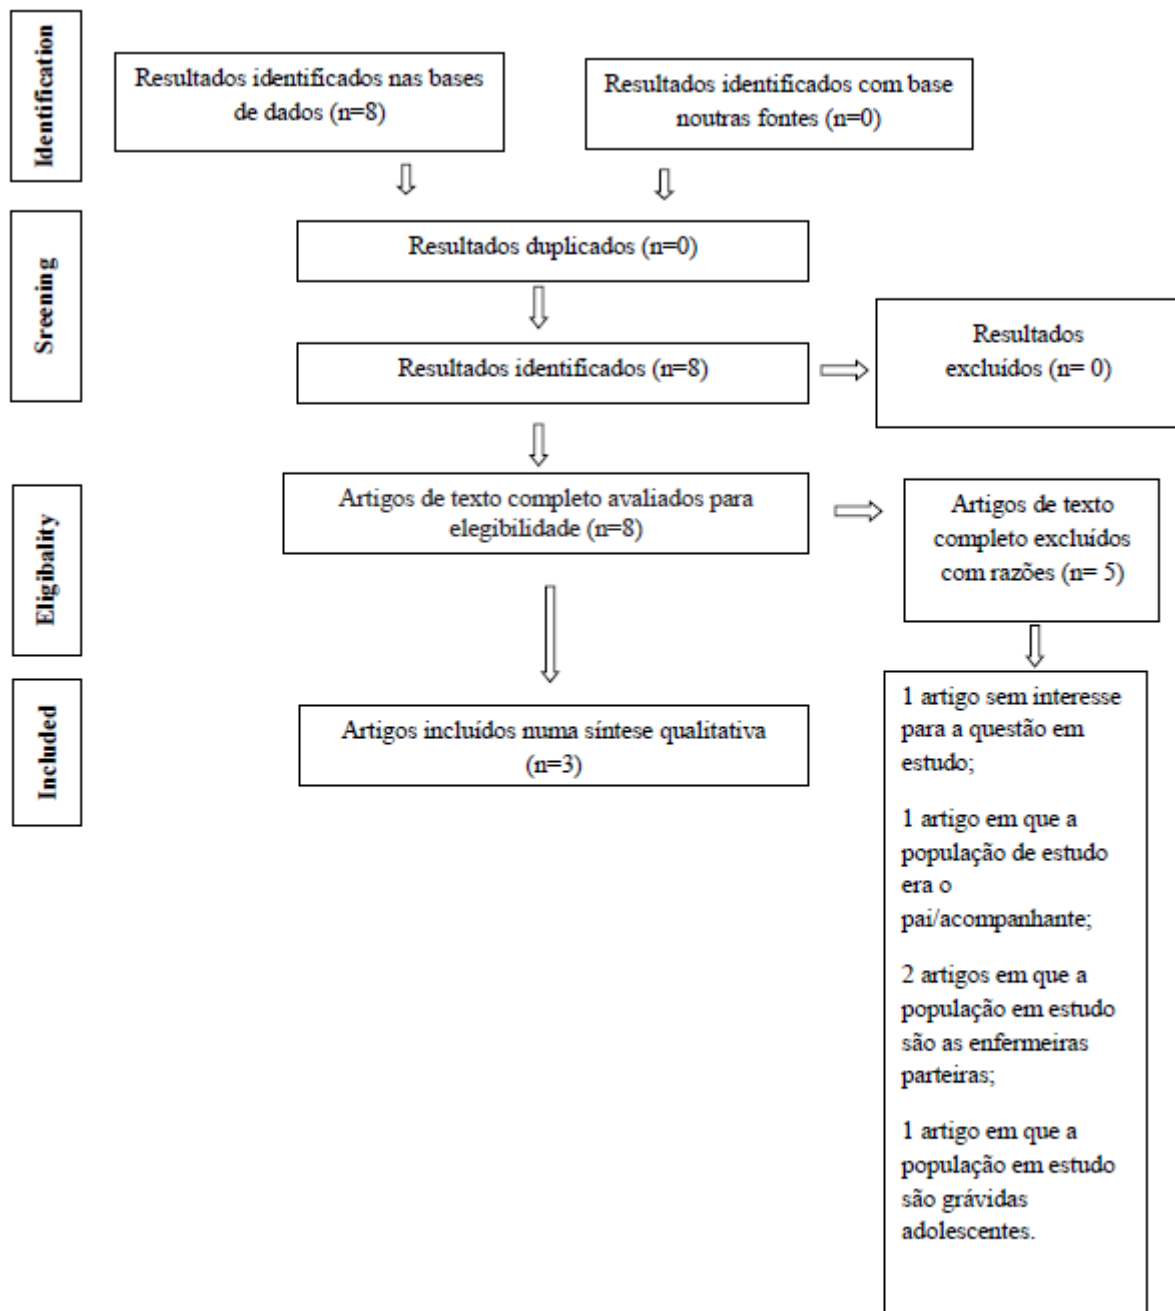 Identification
Resultados identificados nas bases
de dados (n=8)
Resultados identificados com base
noutras fontes (n=0)
Sreening
Resultados duplicados (n=0)
Resultados identificados (n=8)
Resultados
excluídos (n= 0)
Eligibality
Artigos de texto completo avaliados para
elegibilidade (n=8)
Artigos de texto
completo excluídos
com razões (n= 5)
Included
Artigos incluídos numa síntese qualitativa
(n=3)
1 artigo sem interesse
para a questão em
estudo;
1 artigo em que a
população de estudo
era o
pai/acompanhante;
2 artigos em que a
população em estudo
são as enfermeiras
parteiras;
1 artigo em que a
população em estudo
são grávidas
adolescentes.